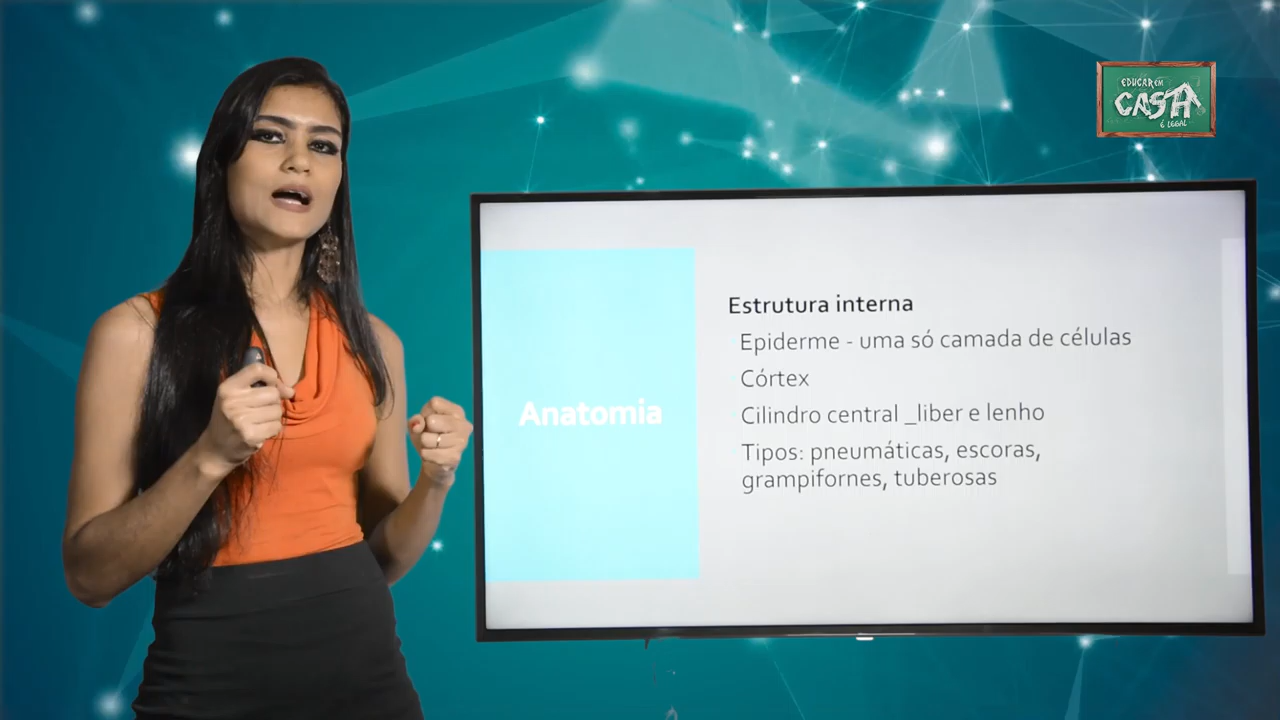 EDUCAR EM
CASA
É LEGAL
Estrutura interna
Epiderme - uma só camada de células
Córtex
Cilindro central _liber e lenho
Anatomia
Tipos: pneumáticas, escoras,
grampifornes, tuberosas